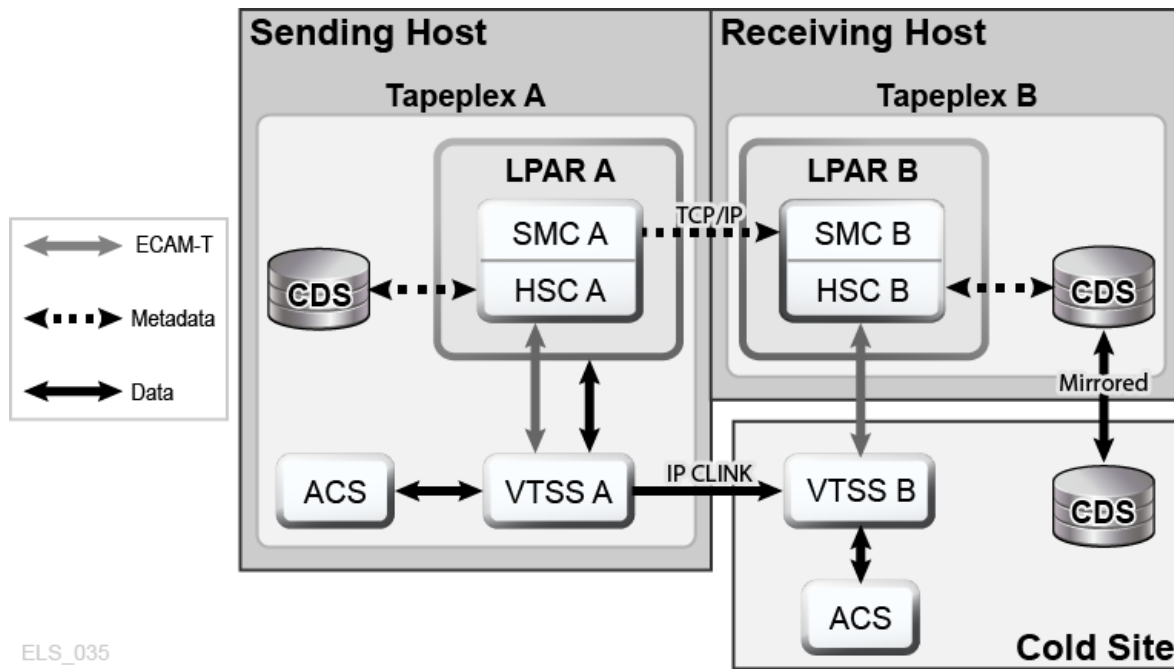 Sending Host
Receiving Host
Tapeplex A
Tapeplex B
LPAR A
LPAR B
TCP/IP
SMC A
SMC B
HSC A
HSC B
CDS
CDS
ECAM-T
Metadata
Data
Mirrored
ACS
VTSS A
IP CLINK
VTSS B
CDS
ACS
Cold Site
ELS_035